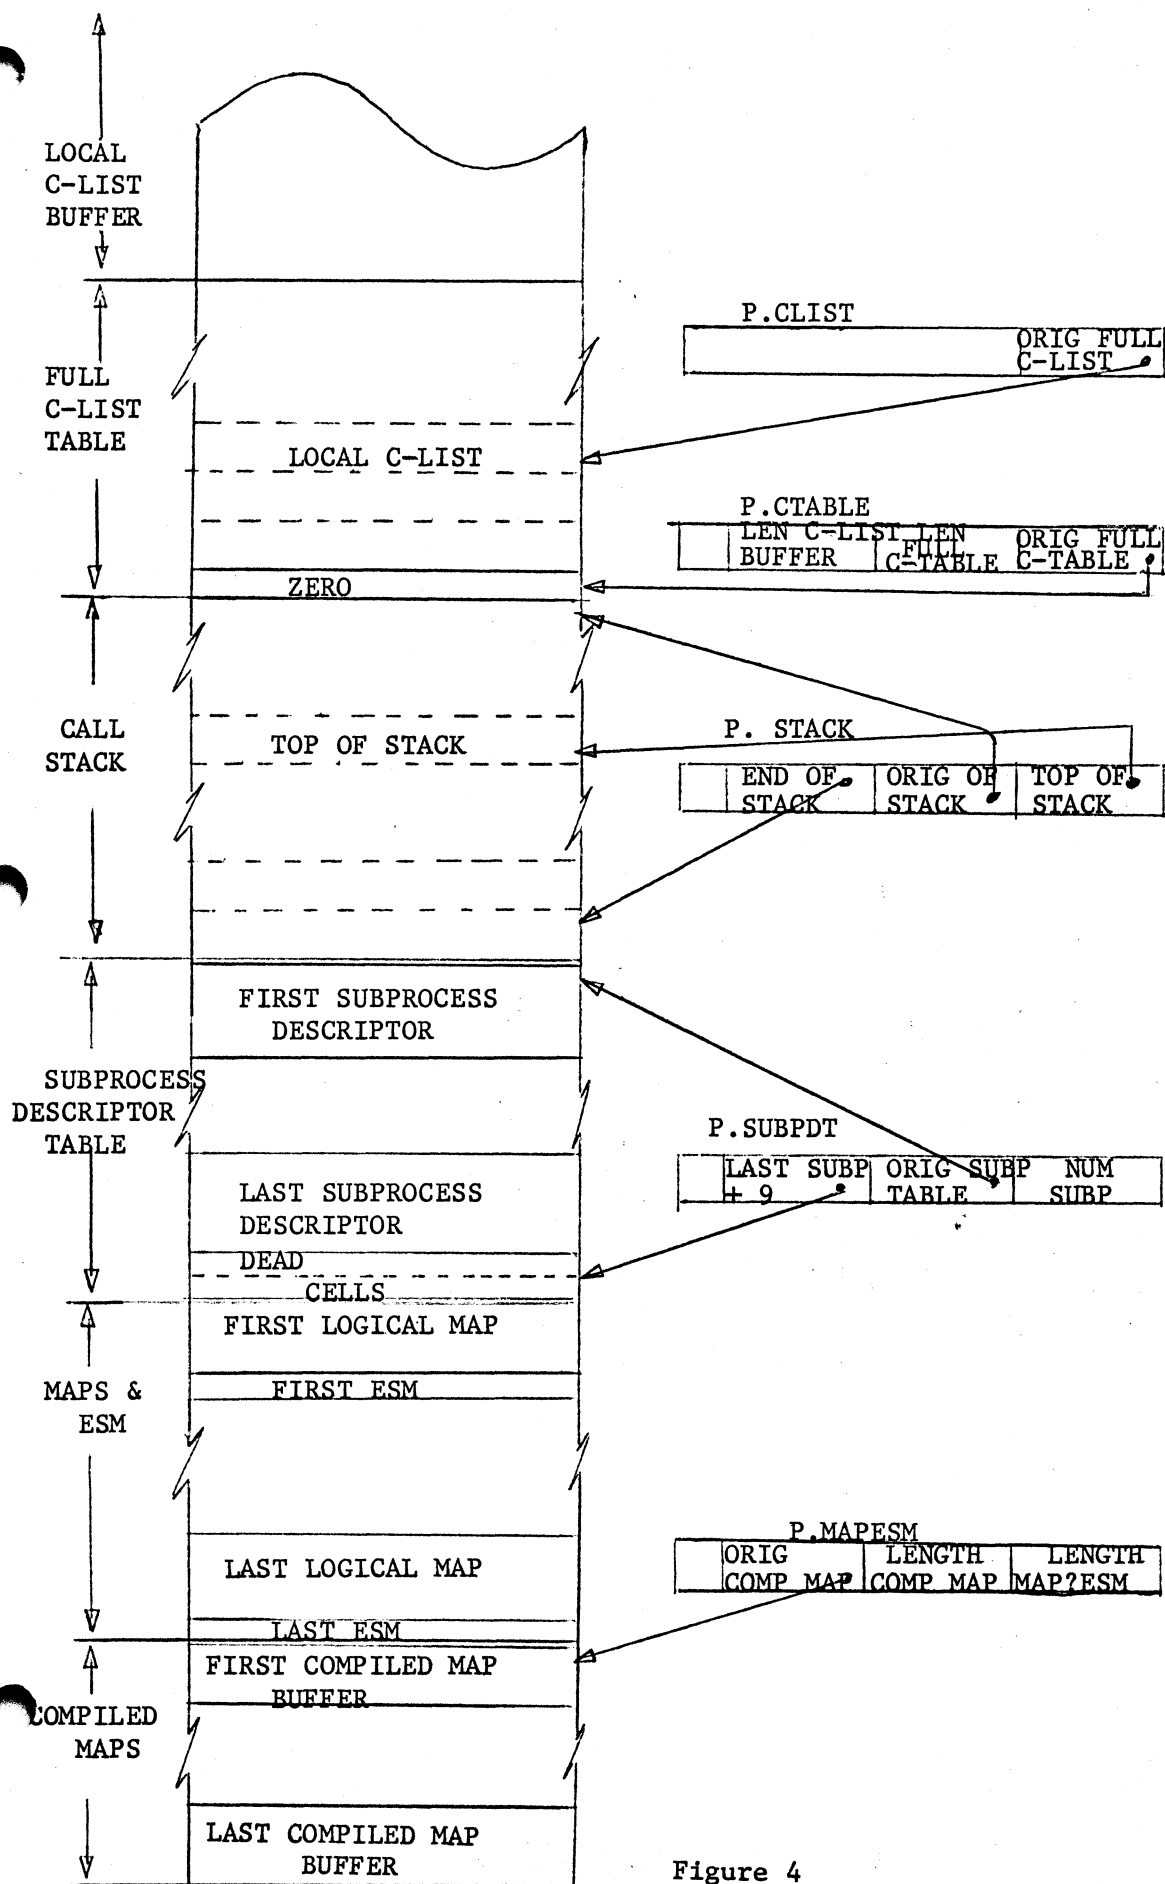 LOCAL
C-LIST
BUFFER
P.CLIST
ORIG FULL
C-LIST
FULL
C-LIST
TABLE
LOCAL C-LIST
P.CTABLE
LEN C-LIST
BUFFER
LEN
FULL
C-TABLE
ORIG FULL
C-TABLE
ZERO
CALL
STACK
TOP OF STACK
P. STACK
END OF
STACK
ORIG OF
STACK
TOP OF
STACK
FIRST SUBPROCESS
DESCRIPTOR
SUBPROCESS
DESCRIPTOR
TABLE
P.SUBPDT
LAST SUBP
+ 9
ORIG SUBP
TABLE
NUM
SUBP
LAST SUBPROCESS
DESCRIPTOR
DEAD
CELLS
FIRST LOGICAL MAP
MAPS &
ESM
FIRST ESM
P.MAPESM
ORIG
COMP MAP
LENGTH
COMP MAP
LENGTH
MAP?ESM
LAST LOGICAL MAP
LAST ESM
FIRST COMPILED MAP
BUFFER
COMPILED
MAPS
LAST COMPILED MAP
BUFFER
Figure 4